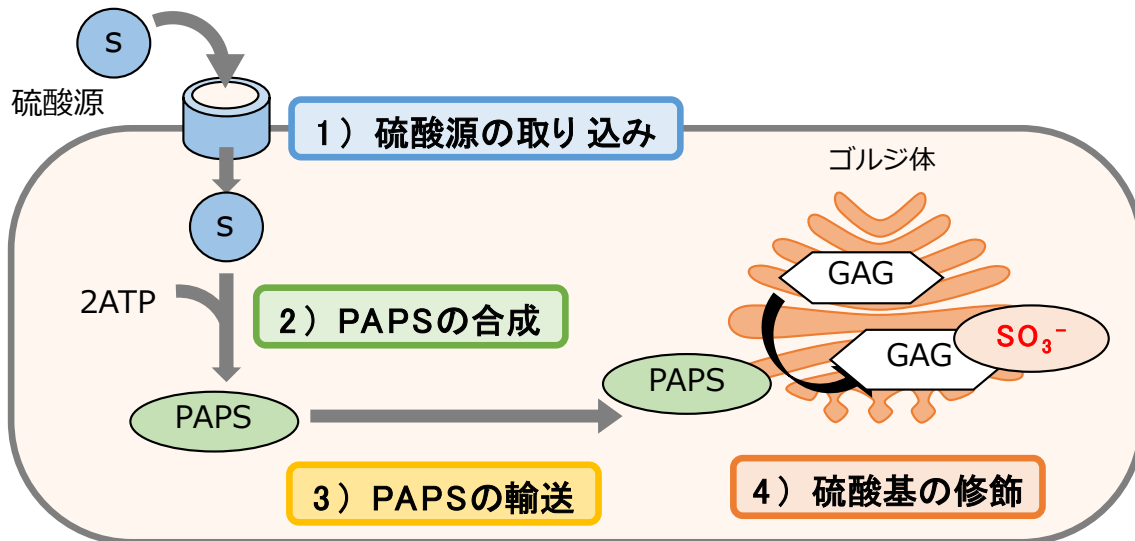 S
硫酸源
1）硫酸源の取り込み
ゴルジ体
S
GAG
2ATP
2）PAPSの合成
SO₃⁻
GAG
PAPS
PAPS
3）PAPSの輸送
4）硫酸基の修飾